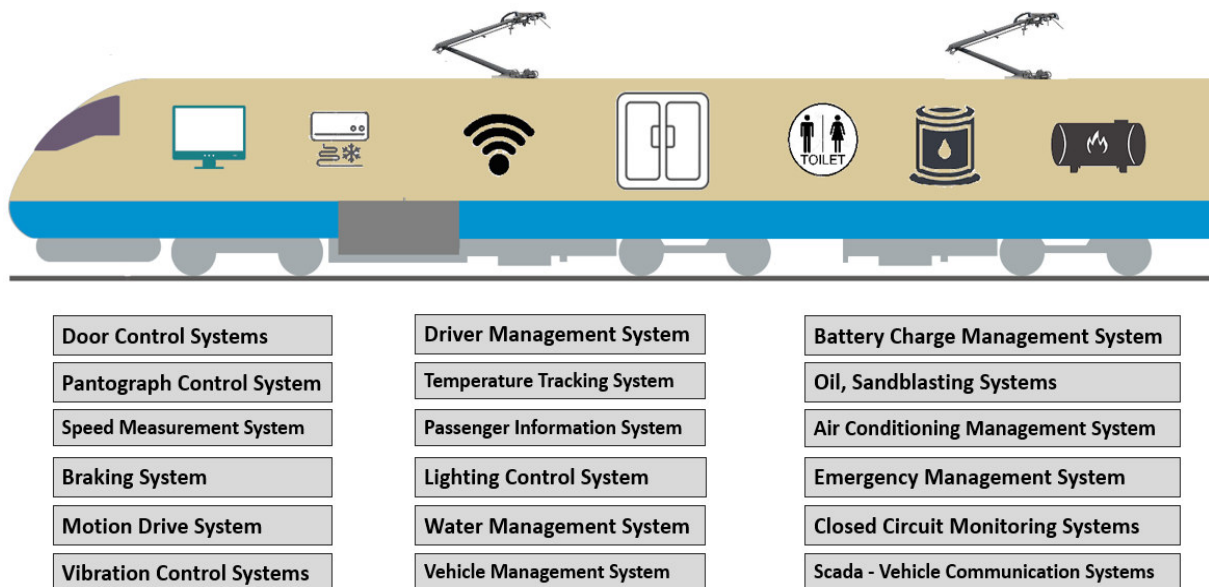 TOILET
Door Control Systems
Pantograph Control System
Speed Measurement System
Braking System
Motion Drive System
Vibration Control Systems
Driver Management System
Temperature Tracking System
Passenger Information System
Lighting Control System
Water Management System
Vehicle Management System
Battery Charge Management System
Oil, Sandblasting Systems
Air Conditioning Management System
Emergency Management System
Closed Circuit Monitoring Systems
Scada - Vehicle Communication Systems